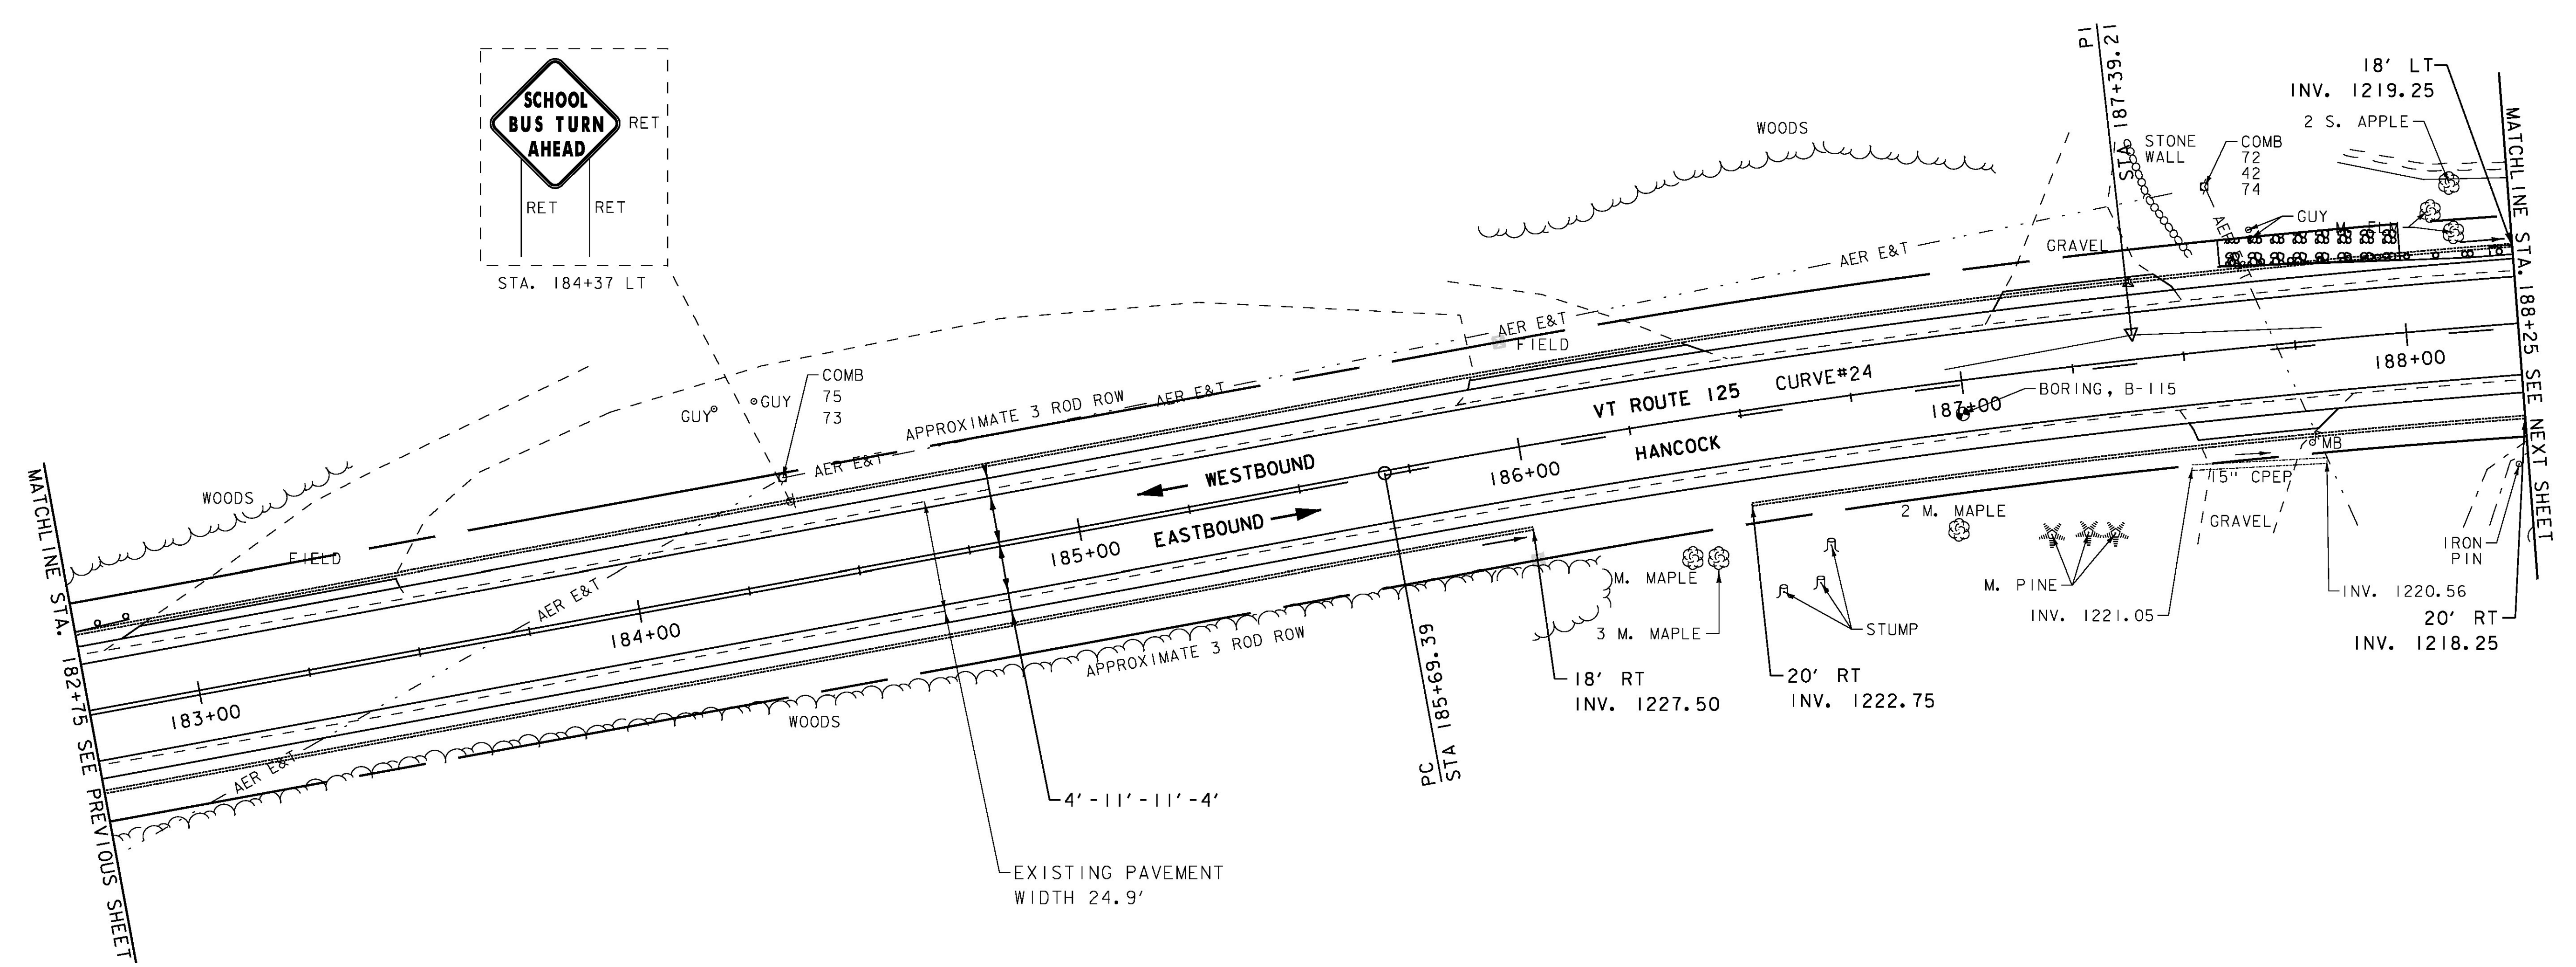 SCHOOL
BUS TURN
AHEAD
RET
RET
RET
STA. 184+37 LT
PI
STA 187+39.21
18' LT
INV. 1219.25
2 S. APPLE
WOODS
STONE
WALL
COMB
72
42
74
GUY
GRAVEL
AER E&T
AER E&T
FIELD
MATCHLINE STA. 188+25 SEE NEXT SHEET
188+00
COMB
75
73
GUY
GUY
APPROXIMATE 3 ROD ROW
AER E&T
AER E&T
VT ROUTE 125
CURVE#24
187+00
BORING, B-115
HANCOCK
MB
WOODS
WESTBOUND
186+00
15" CPEP
FIELD
EASTBOUND
185+00
2 M. MAPLE
GRAVEL
IRON
PIN
MATCHLINE STA. 182+75 SEE PREVIOUS SHEET
AER E&T
184+00
M. MAPLE
M. PINE
INV. 1220.56
INV. 1221.05
20' RT
INV. 1218.25
3 M. MAPLE
STUMP
APPROXIMATE 3 ROD ROW
PC
STA 185+69.39
18' RT
INV. 1227.50
20' RT
INV. 1222.75
183+00
WOODS
AER E&T
4'-11'-11'-4'
EXISTING PAVEMENT
WIDTH 24.9'